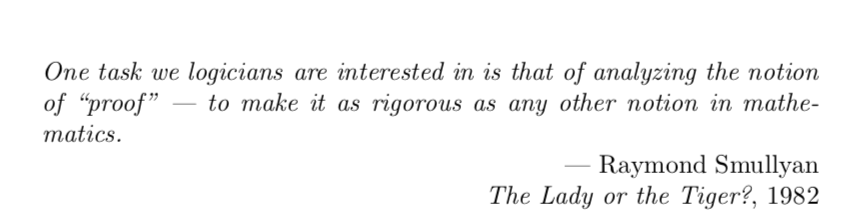 One task we logicians are interested in is that of analyzing the notion
of “proof” — to make it as rigorous as any other notion in mathe-
matics.
— Raymond Smullyan
The Lady or the Tiger?, 1982